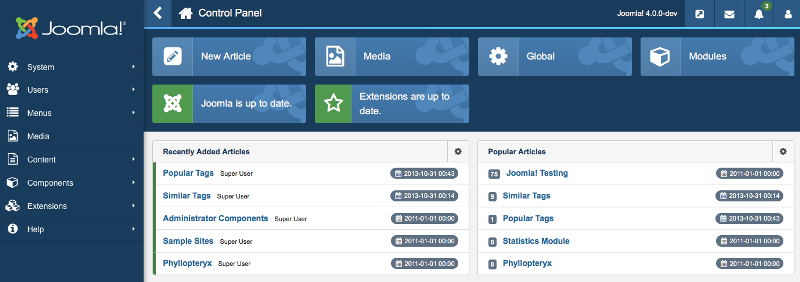 Joomla!®
Control Panel
Joomla! 4.0.0-dev
3
System
Users
Menus
Media
Content
Components
Extensions
Help
New Article
Media
Global
Modules
Joomla is up to date.
Extensions are up to
date.
Recently Added Articles
Popular Tags Super User 2013-10-31 00:43
Similar Tags Super User 2013-10-31 00:14
Administrator Components Super User 2011-01-01 00:00
Sample Sites Super User 2011-01-01 00:00
Phyllopteryx Super User 2011-01-01 00:00
Popular Articles
75 Joomla! Testing 2011-01-01 00:00
5 Similar Tags 2013-10-31 00:14
1 Popular Tags 2013-10-31 00:43
0 Statistics Module 2011-01-01 00:00
0 Phyllopteryx 2011-01-01 00:00